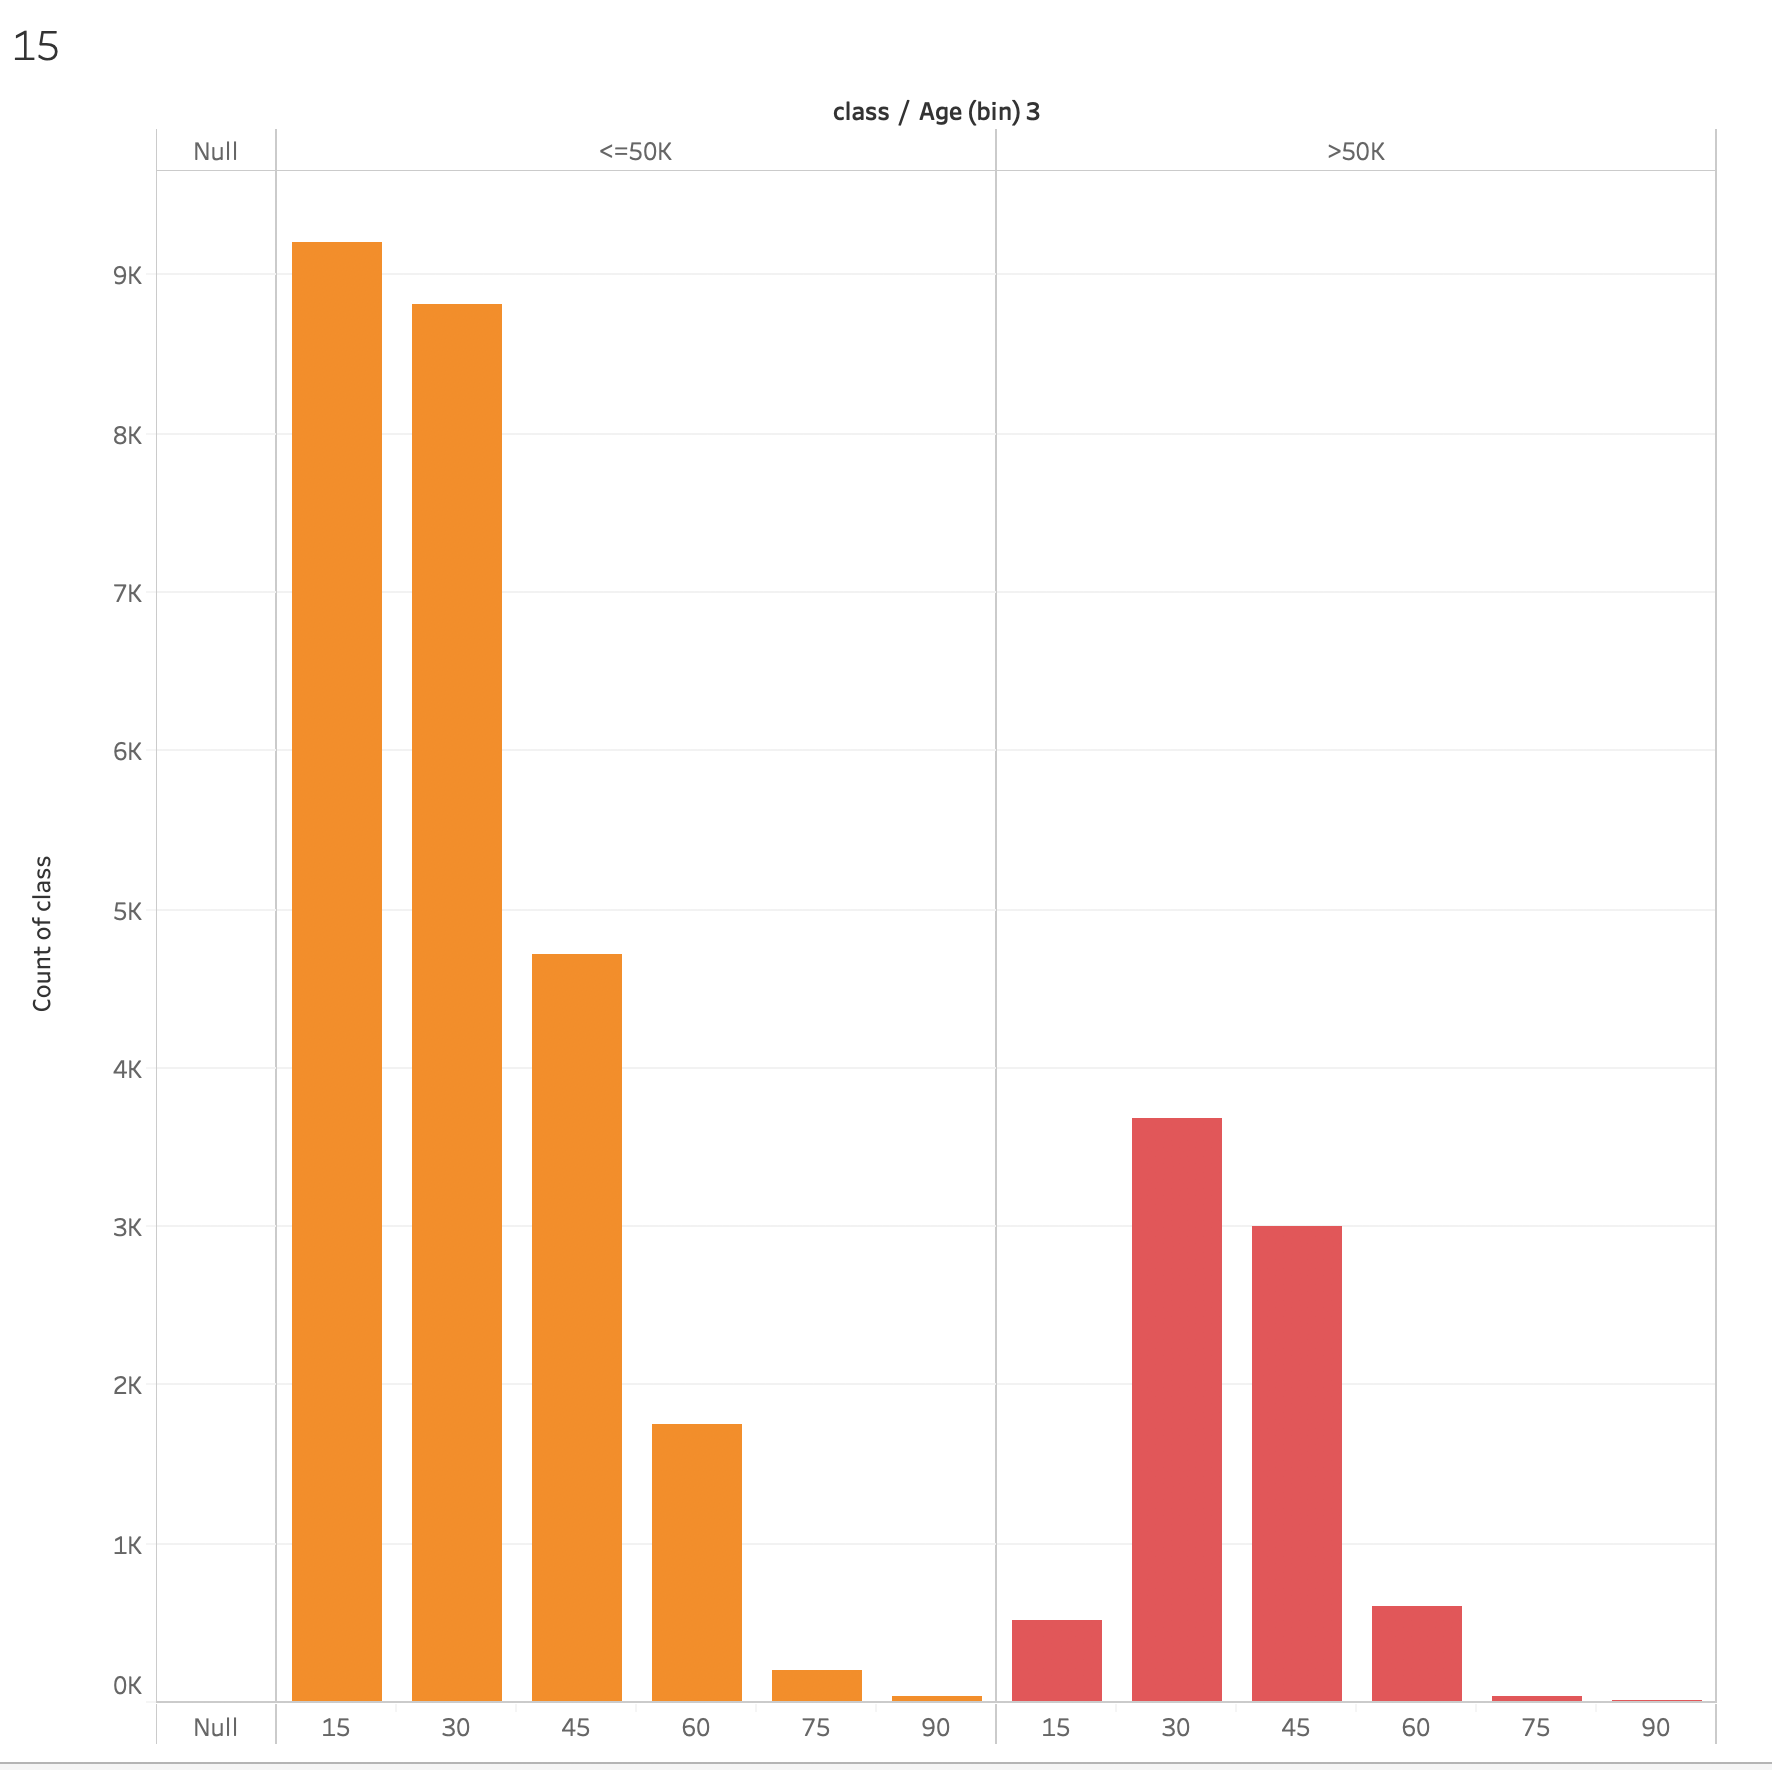 15
class / Age (bin) 3
Null <=50K >50K
9K
8K
7K
6K
5K
4K
3K
2K
1K
0K
Count of class
Null 15 30 45 60 75 90 15 30 45 60 75 90